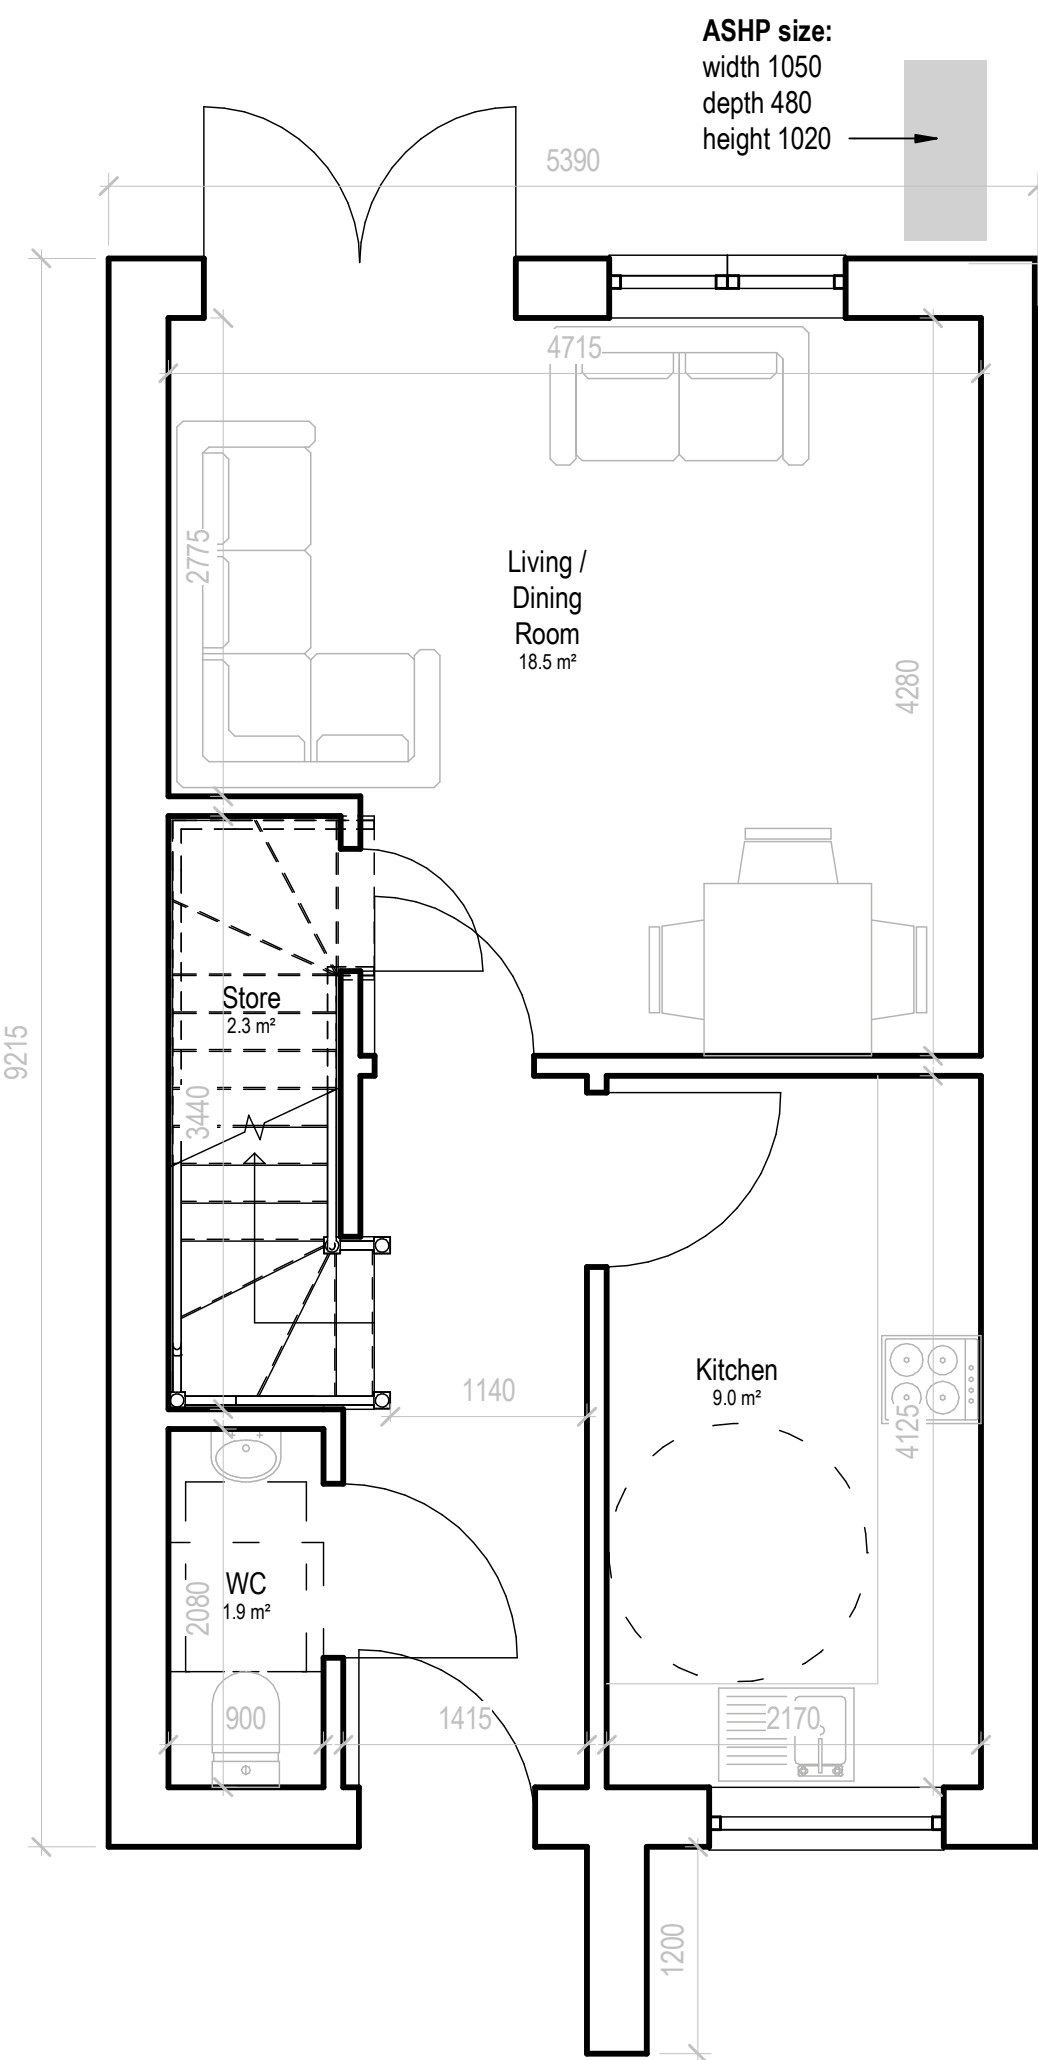 ASHP size:
width 1050
depth 480
height 1020
5390
4715
2775
Living /
Dining
Room
18.5 m²
4280
Store
2.3 m²
9215
3440
1140
Kitchen
9.0 m²
4125
WC
1.9 m²
2080
900
1415
2170
1200